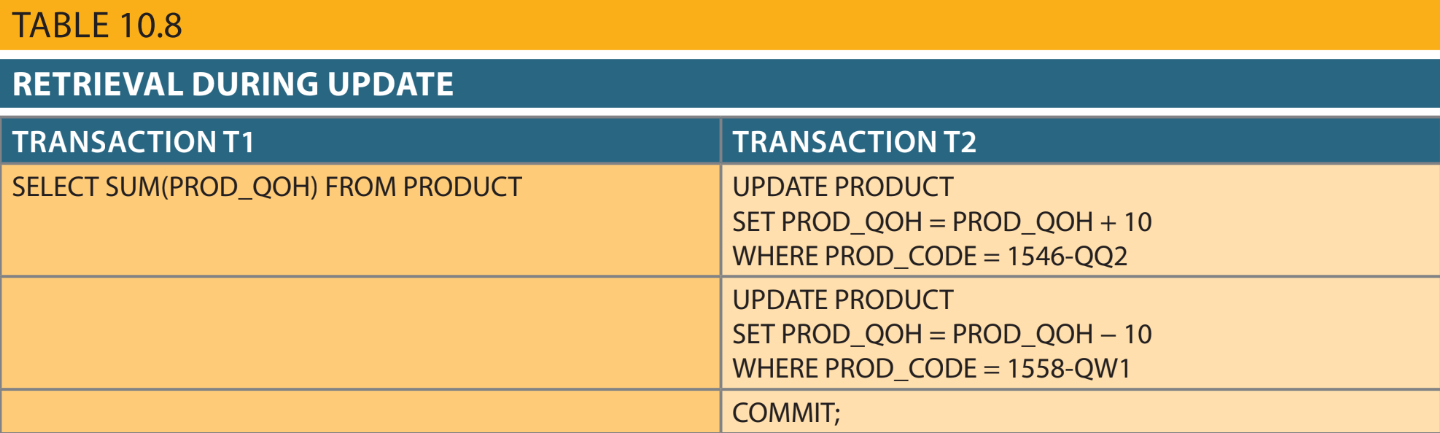 TABLE 10.8
RETRIEVAL DURING UPDATE
TRANSACTION T1
TRANSACTION T2
SELECT SUM(PROD_QOH) FROM PRODUCT
UPDATE PRODUCT
SET PROD_QOH = PROD_QOH + 10
WHERE PROD_CODE = 1546-QQ2
UPDATE PRODUCT
SET PROD_QOH = PROD_QOH − 10
WHERE PROD_CODE = 1558-QW1
COMMIT;